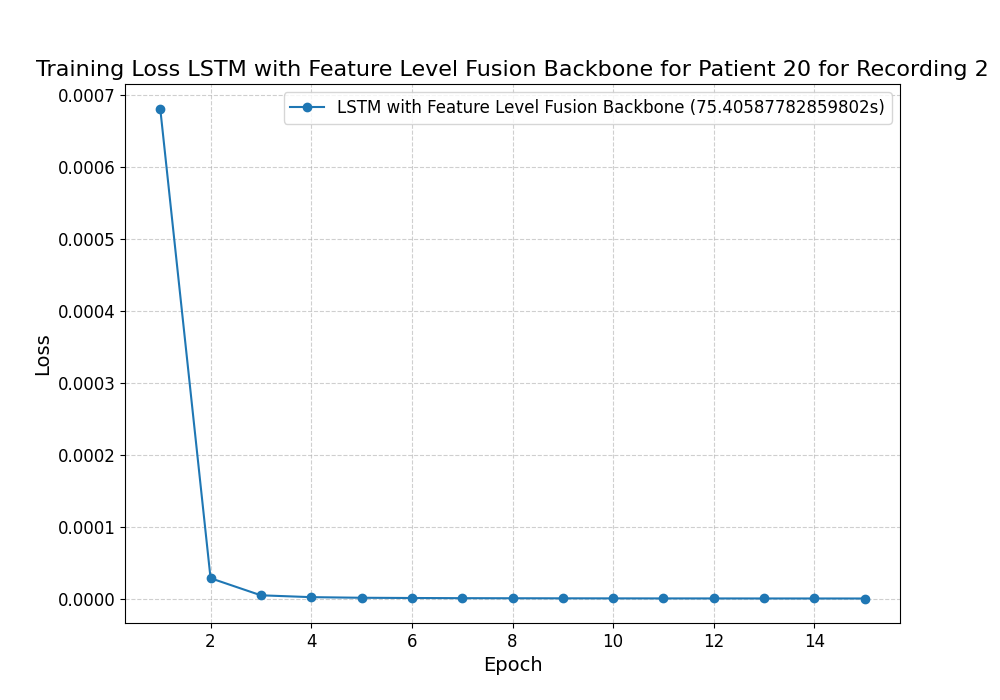 Training Loss LSTM with Feature Level Fusion Backbone for Patient 20 for Recording 2
LSTM with Feature Level Fusion Backbone (75.40587782859802s)
0.0007
0.0006
0.0005
0.0004
0.0003
0.0002
0.0001
0.0000
Loss
2 4 6 8 10 12 14
Epoch